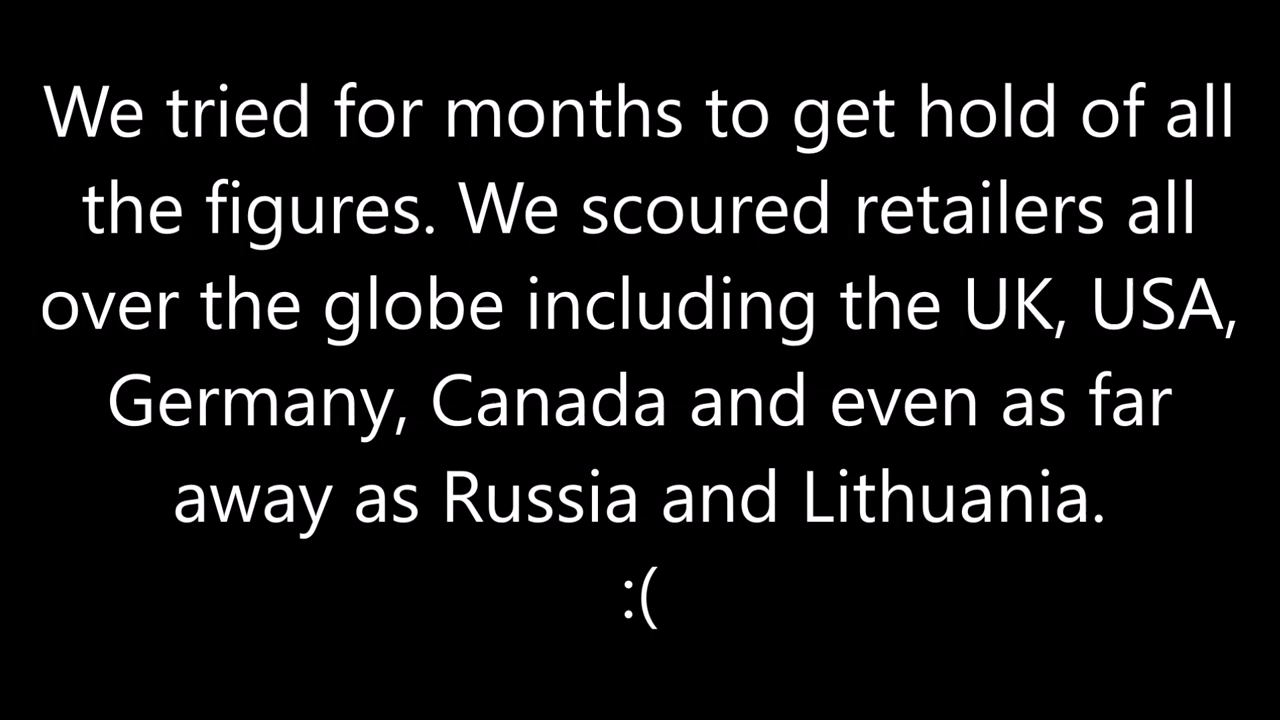 We tried for months to get hold of all
the figures. We scoured retailers all
over the globe including the UK, USA,
Germany, Canada and even as far
away as Russia and Lithuania.
:(